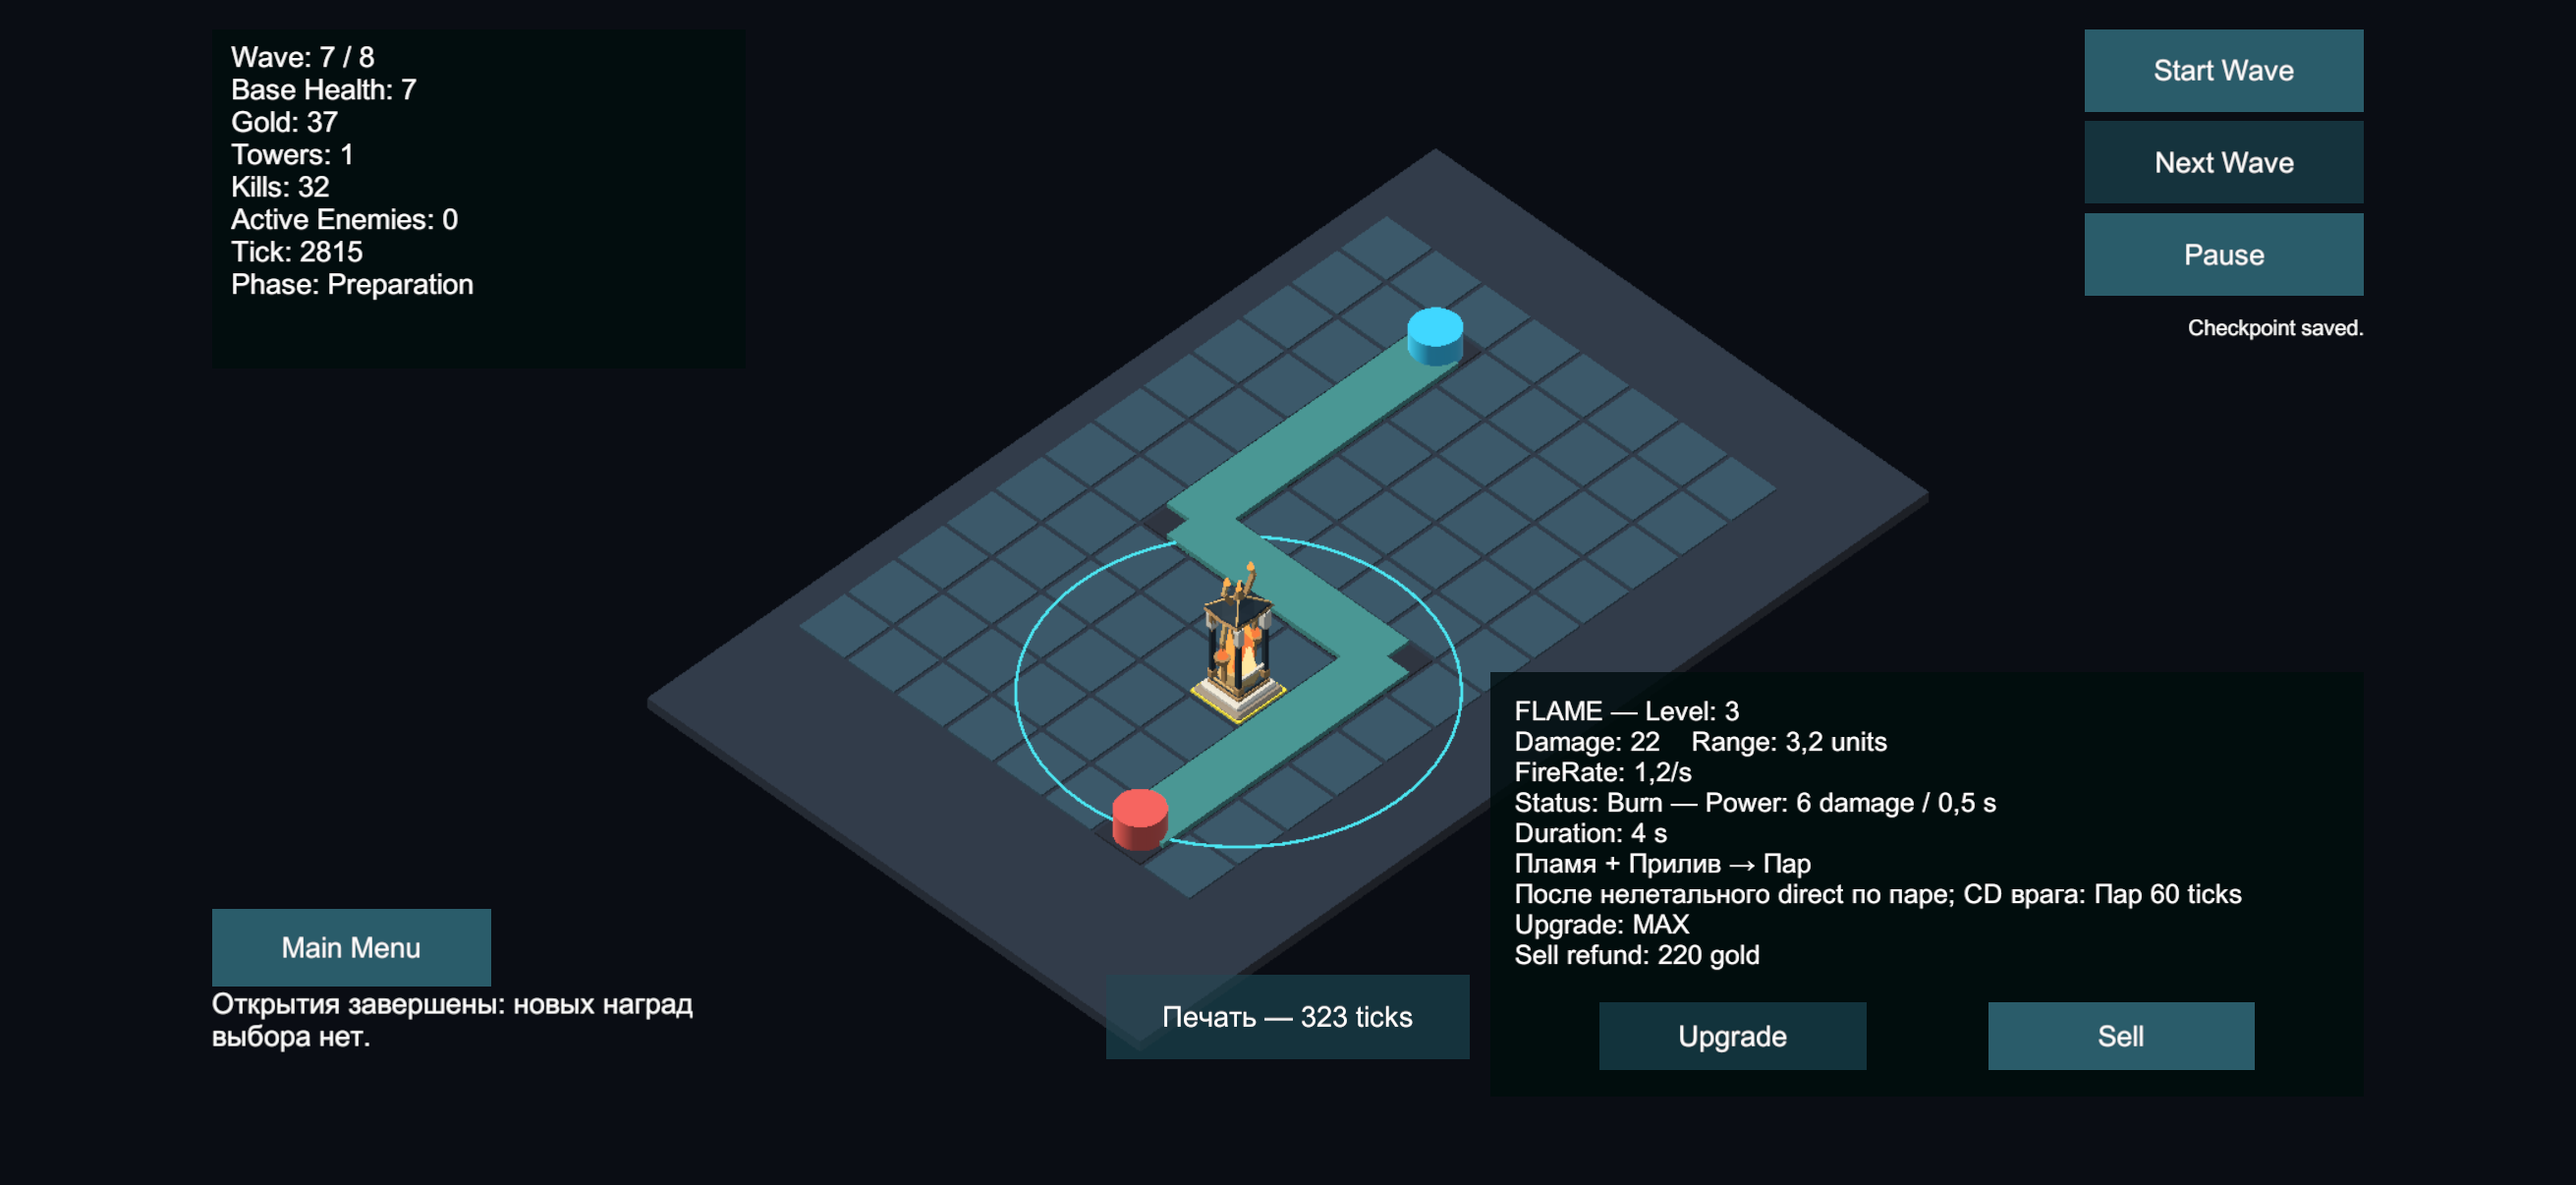 Wave: 7 / 8
Base Health: 7
Gold: 37
Towers: 1
Kills: 32
Active Enemies: 0
Tick: 2815
Phase: Preparation
Start Wave
Next Wave
Pause
Checkpoint saved.
FLAME — Level: 3
Damage: 22 Range: 3,2 units
FireRate: 1,2/s
Status: Burn — Power: 6 damage / 0,5 s
Duration: 4 s
Пламя + Прилив → Пар
После нелетального direct по паре; CD врага: Пар 60 ticks
Upgrade: MAX
Sell refund: 220 gold
Upgrade
Sell
Main Menu
Открытия завершены: новых наград
выбора нет.
Печать — 323 ticks